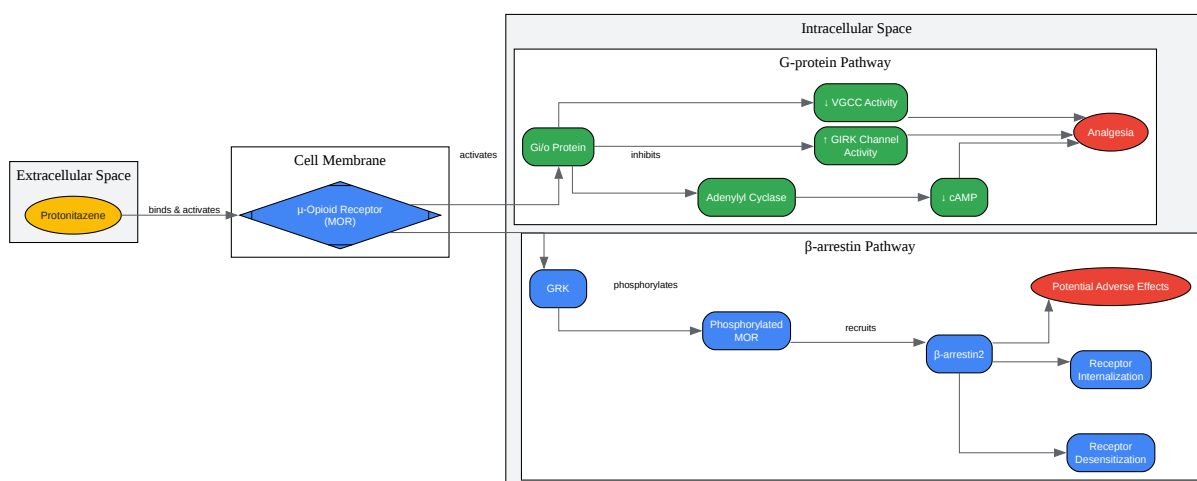 Intracellular Space
G-protein Pathway
↓ VGCC Activity
Analgesia
Gi/o Protein
inhibits
↑ GIRK Channel
Activity
activates
Cell Membrane
Extracellular Space
Protonitazene
binds & activates
μ-Opioid Receptor
(MOR)
Adenylyl Cyclase
↓ cAMP
β-arrestin Pathway
GRK
phosphorylates
Potential Adverse Effects
Phosphorylated
MOR
recruits
β-arrestin2
Receptor
Internalization
Receptor
Desensitization